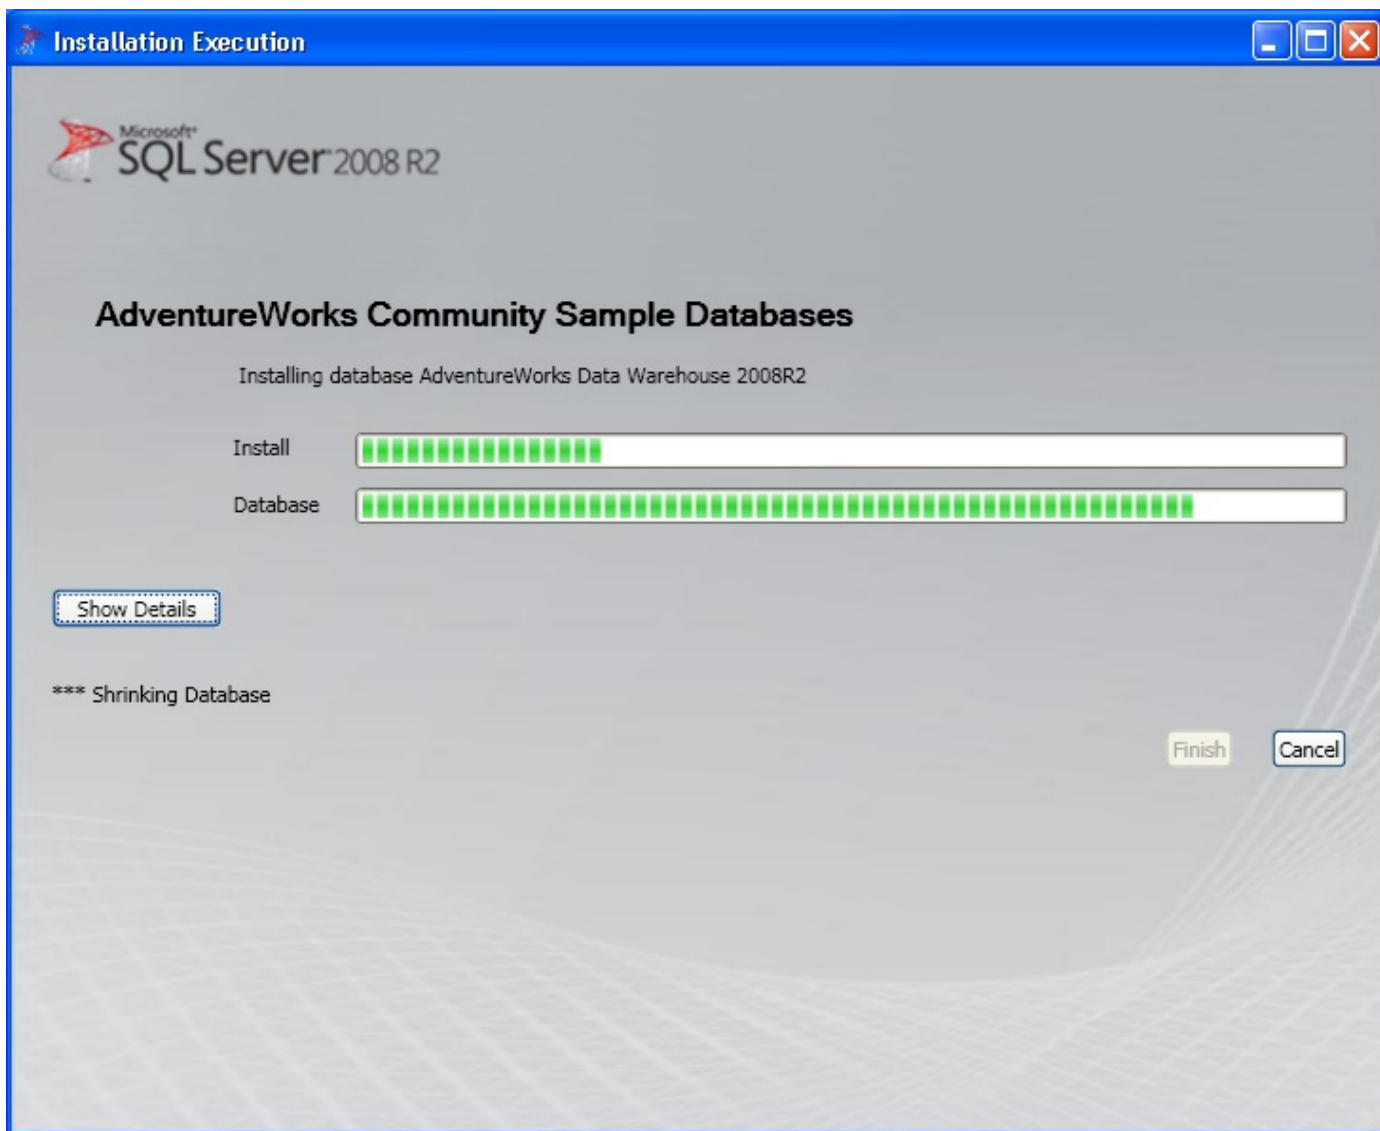 Installation Execution
Microsoft®
SQL Server® 2008 R2
AdventureWorks Community Sample Databases
Installing database AdventureWorks Data Warehouse 2008R2
Install
Database
Show Details
*** Shrinking Database
Finish
Cancel